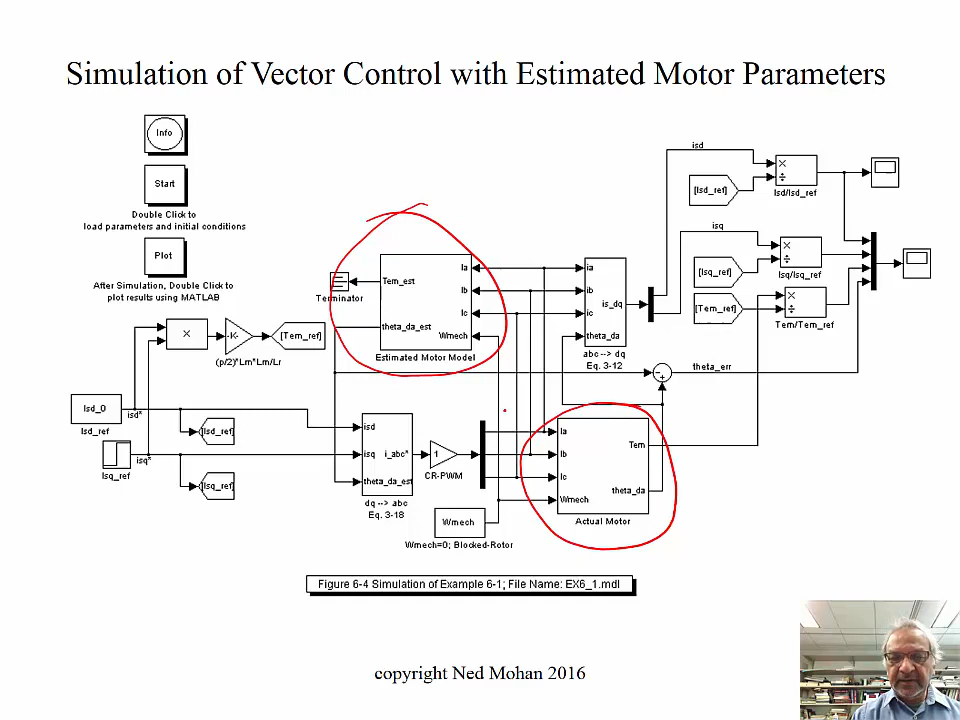 Simulation of Vector Control with Estimated Motor Parameters
Info
Start
Double Click to
load parameters and initial conditions
Plot
After Simulation, Double Click to
plot results using MATLAB
×
-K-
[Tem_ref]
(p/2)*Lm*Lm/Lr
Isd_0
isd*
Isd_ref
[Isd_ref]
isq*
Isq_ref
[Isq_ref]
Terminator
Tem_est
theta_da_est
Ia
Ib
Ic
Wmech
Estimated Motor Model
ia
ib
ic
theta_da
is_dq
abc --> dq
Eq. 3-12
isd
[Isd_ref]
×
÷
Isd/Isd_ref
isq
[Isq_ref]
×
÷
Isq/Isq_ref
[Tem_ref]
×
÷
Tem/Tem_ref
theta_err
-
+
isd
isq
theta_da_est
i_abc*
dq --> abc
Eq. 3-18
1
CR-PWM
Wmech
Wmech=0; Blocked-Rotor
Ia
Ib
Ic
Wmech
Tem
theta_da
Actual Motor
Figure 6-4 Simulation of Example 6-1; File Name: EX6_1.mdl
copyright Ned Mohan 2016